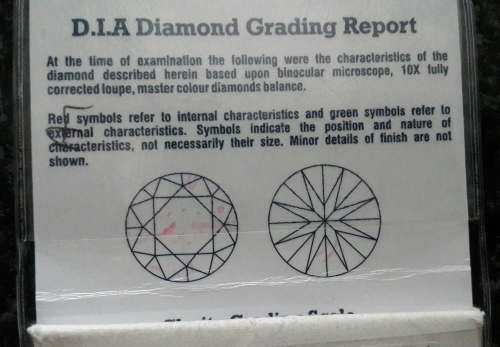 D.I.A Diamond Grading Report
At the time of examination the following were the characteristics of the
diamond described herein based upon binocular microscope, 10X fully
corrected loupe, master colour diamonds balance.
Red symbols refer to internal characteristics and green symbols refer to
external characteristics. Symbols indicate the position and nature of
characteristics, not necessarily their size. Minor details of finish are not
shown.